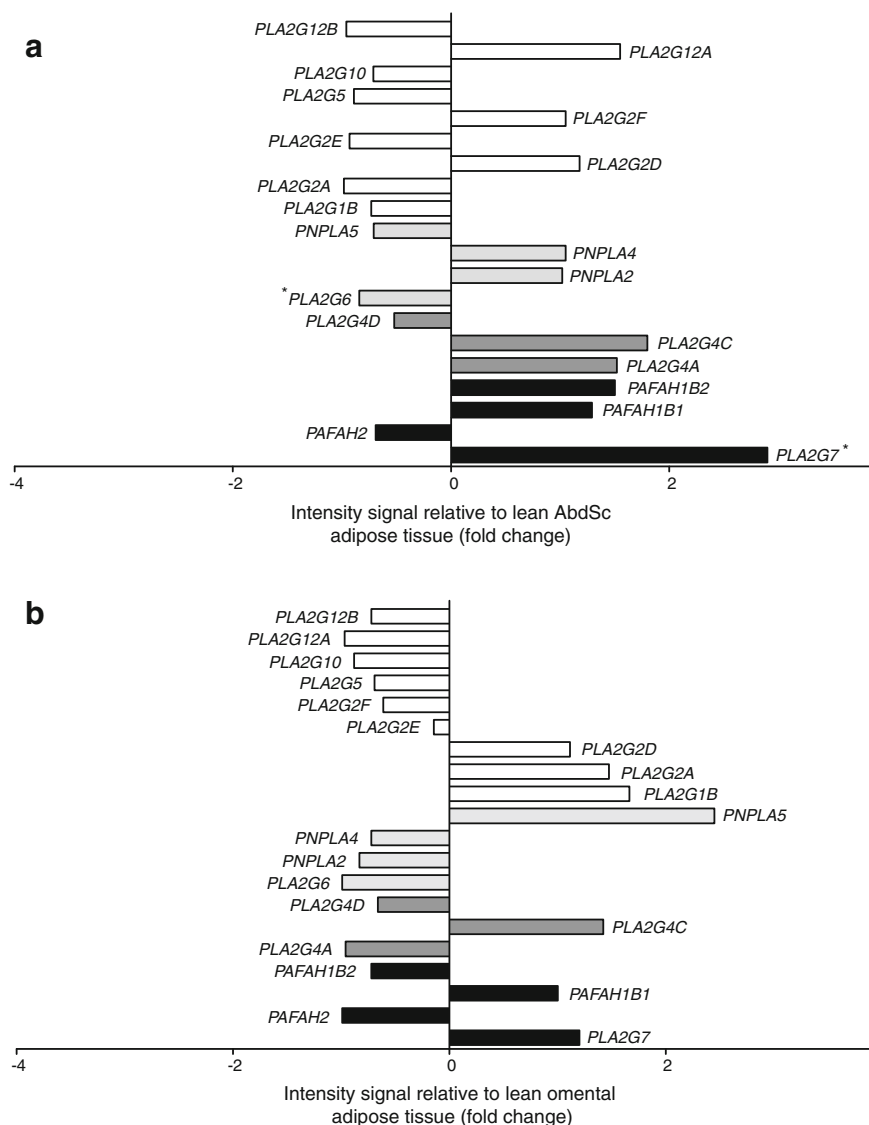 a
PLA2G12B
PLA2G12A
PLA2G10
PLA2G5
PLA2G2F
PLA2G2E
PLA2G2D
PLA2G2A
PLA2G1B
PNPLA5
PNPLA4
PNPLA2
*PLA2G6
PLA2G4D
PLA2G4C
PLA2G4A
PAFAH1B2
PAFAH1B1
PAFAH2
PLA2G7*
-4 -2 0 2
Intensity signal relative to lean AbdSc
adipose tissue (fold change)
b
PLA2G12B
PLA2G12A
PLA2G10
PLA2G5
PLA2G2F
PLA2G2E
PLA2G2D
PLA2G2A
PLA2G1B
PNPLA5
PNPLA4
PNPLA2
PLA2G6
PLA2G4D
PLA2G4C
PLA2G4A
PAFAH1B2
PAFAH1B1
PAFAH2
PLA2G7
-4 -2 0 2
Intensity signal relative to lean omental
adipose tissue (fold change)